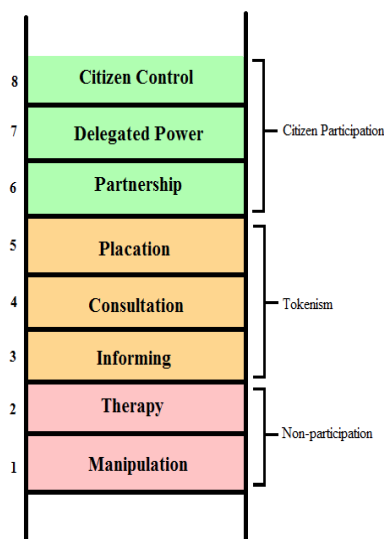 8 Citizen Control
7 Delegated Power
Citizen Participation
6 Partnership
5 Placation
4 Consultation
Tokenism
3 Informing
2 Therapy
Non-participation
1 Manipulation